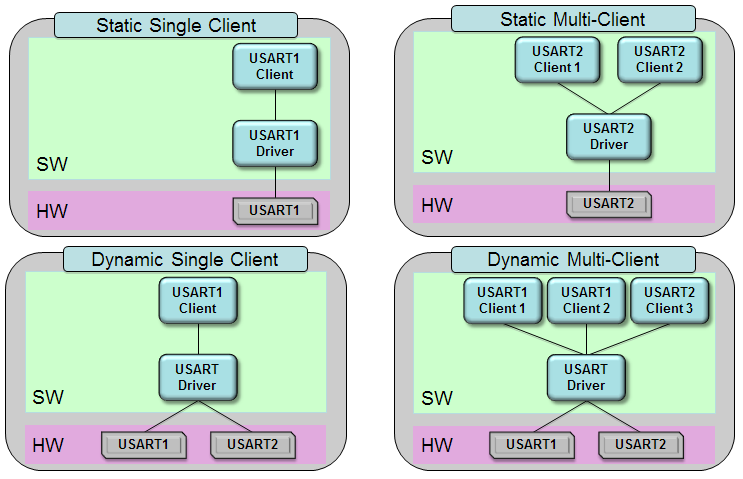 Static Single Client
USART1
Client
USART1
Driver
SW
HW
USART1
Static Multi-Client
USART2
Client 1
USART2
Client 2
USART2
Driver
SW
HW
USART2
Dynamic Single Client
USART1
Client
USART
Driver
SW
HW
USART1
USART2
Dynamic Multi-Client
USART1
Client 1
USART1
Client 2
USART2
Client 3
USART
Driver
SW
HW
USART1
USART2